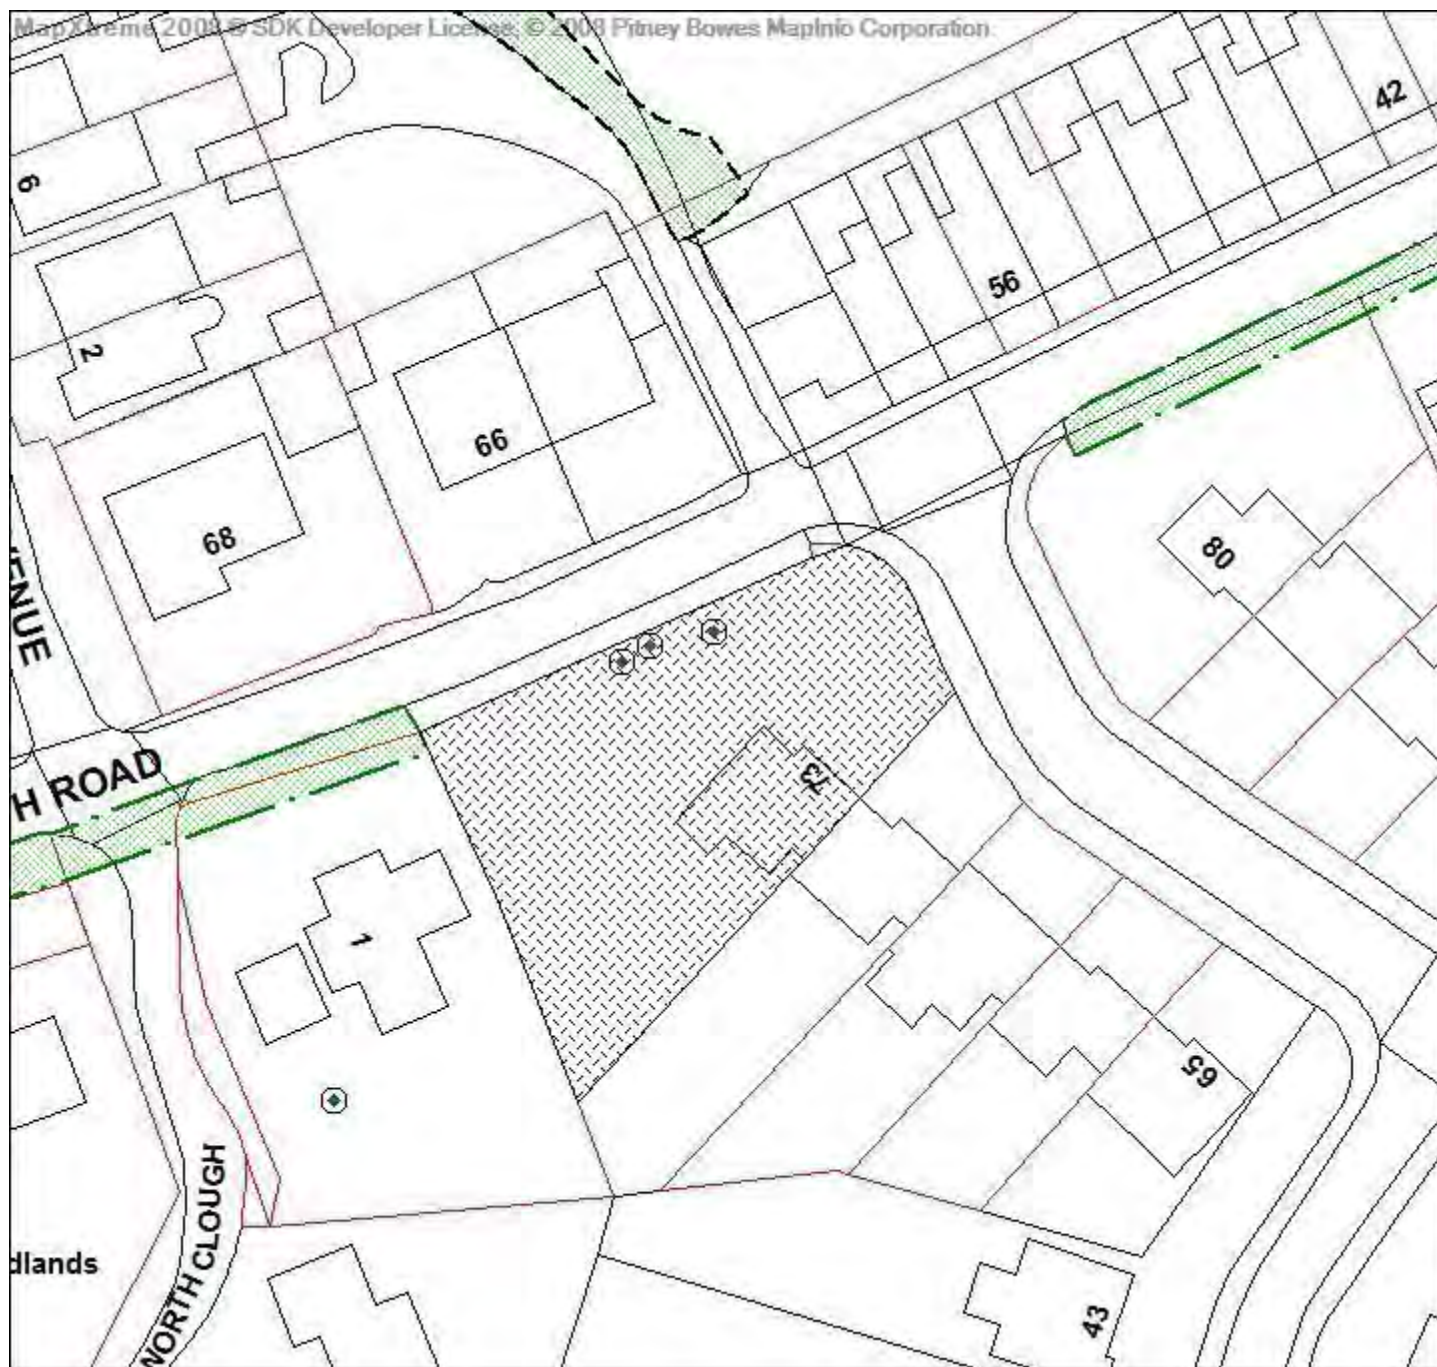 MapXtreme 2008 ® SDK Developer License. © 2008 Pitney Bowes MapInfo Corporation.
42
6
56
2
66
68
80
VENUE
H ROAD
73
1
65
NORTH CLOUGH
dlands
43